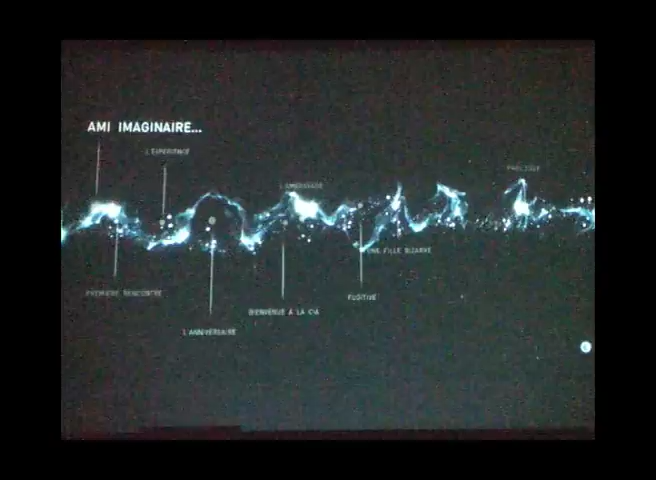 AMI IMAGINAIRE...
L'EXPÉRIENCE
L'AMBASSADE
PROLOGUE
UNE FILLE BIZARRE
PREMIÈRE RENCONTRE
FUGITIVE
BIENVENUE À LA CIA
L'ANNIVERSAIRE